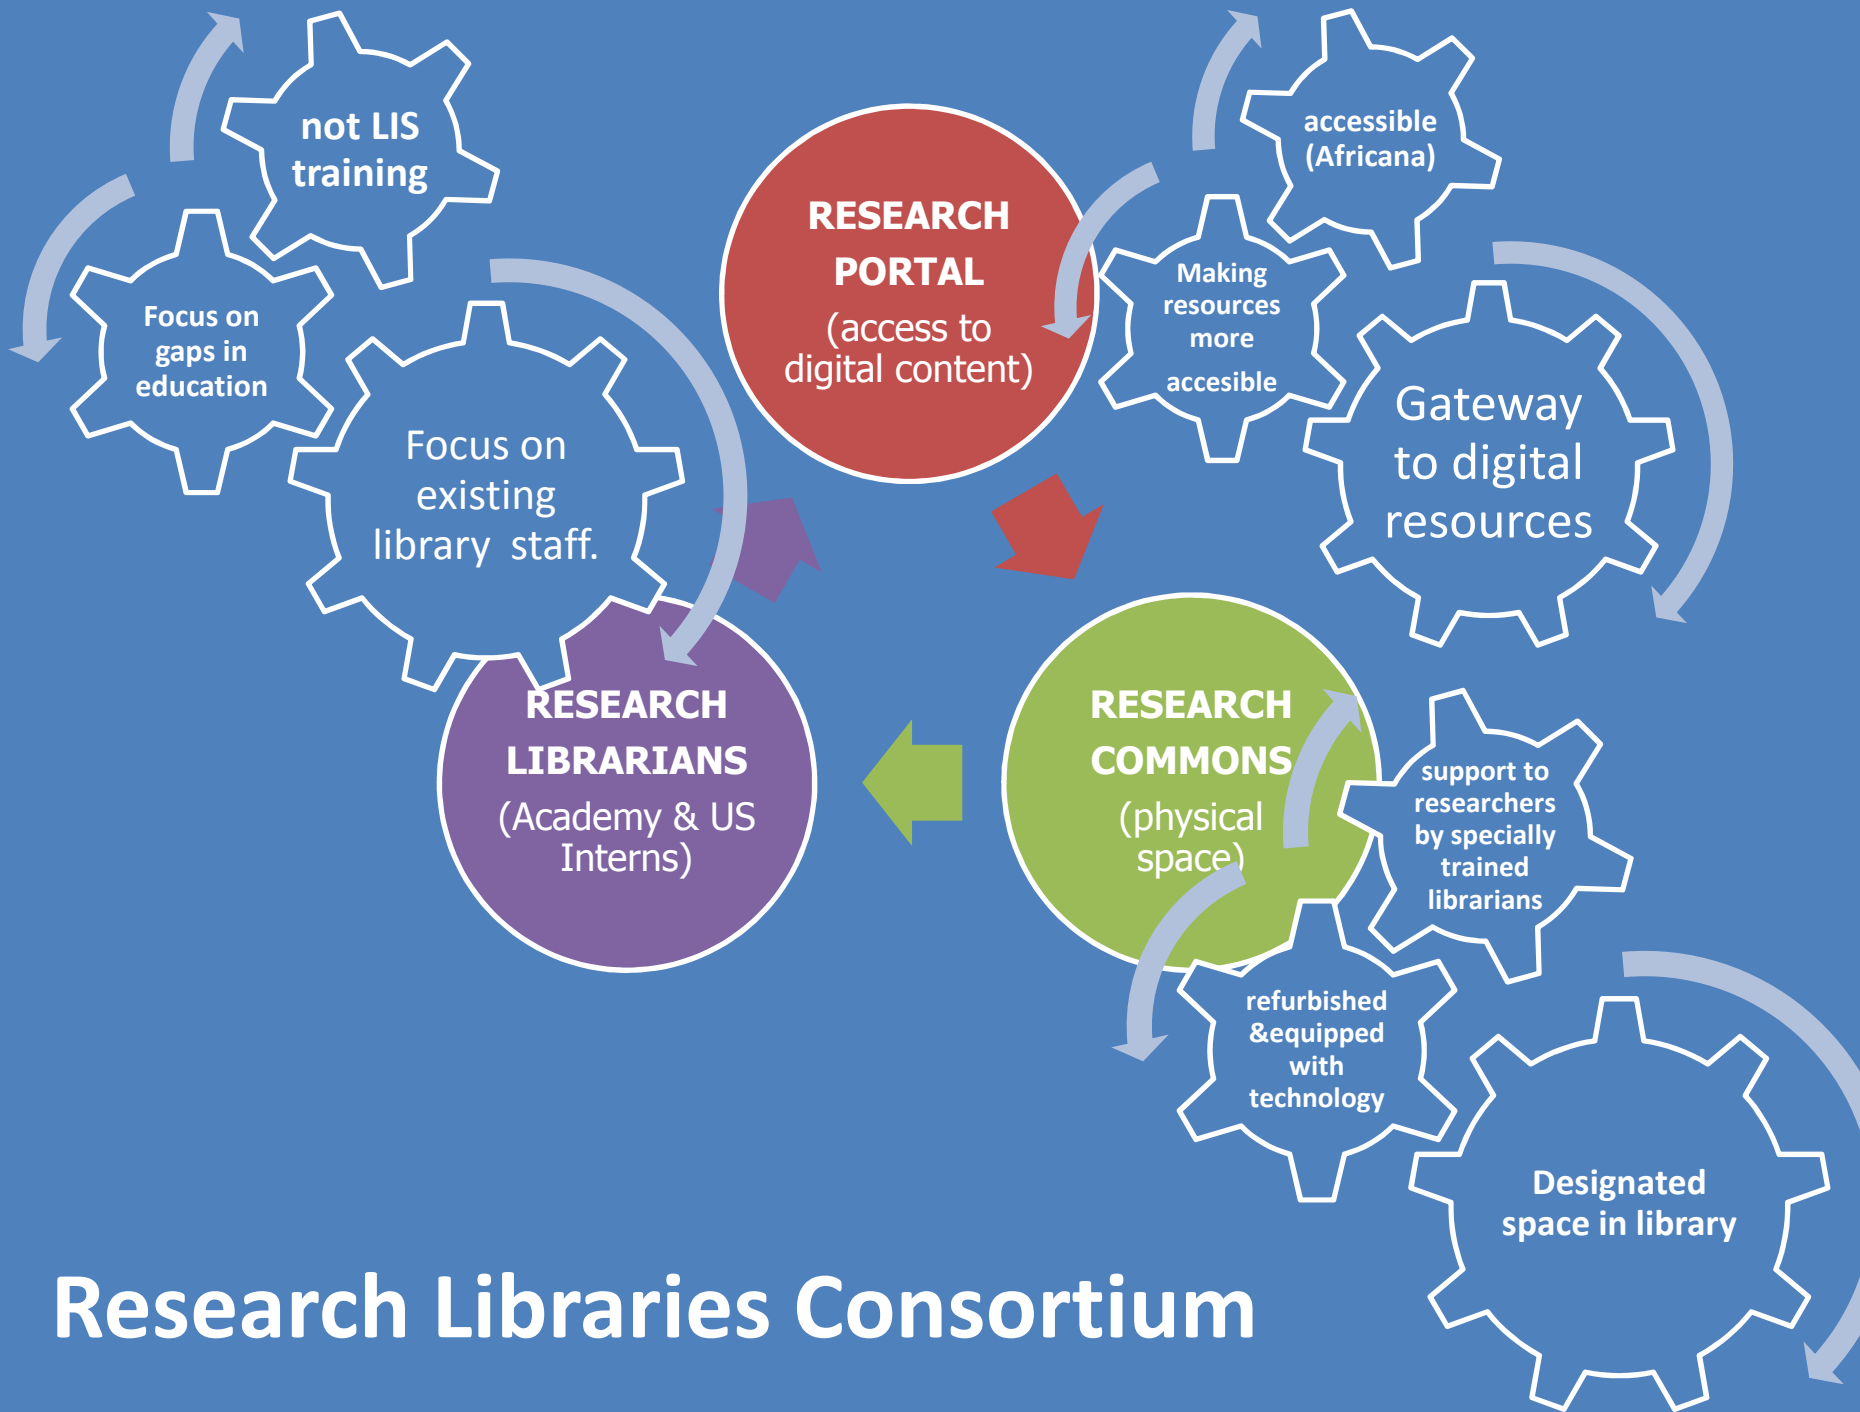 not LIS
training
Focus on
gaps in
education
Focus on
existing
library staff.
RESEARCH
PORTAL
(access to
digital content)
accessible
(Africana)
Making
resources
more
accesible
Gateway
to digital
resources
RESEARCH
LIBRARIANS
(Academy & US
Interns)
RESEARCH
COMMONS
(physical
space)
support to
researchers
by specially
trained
librarians
refurbished
&equipped
with
technology
Designated
space in library
Research Libraries Consortium